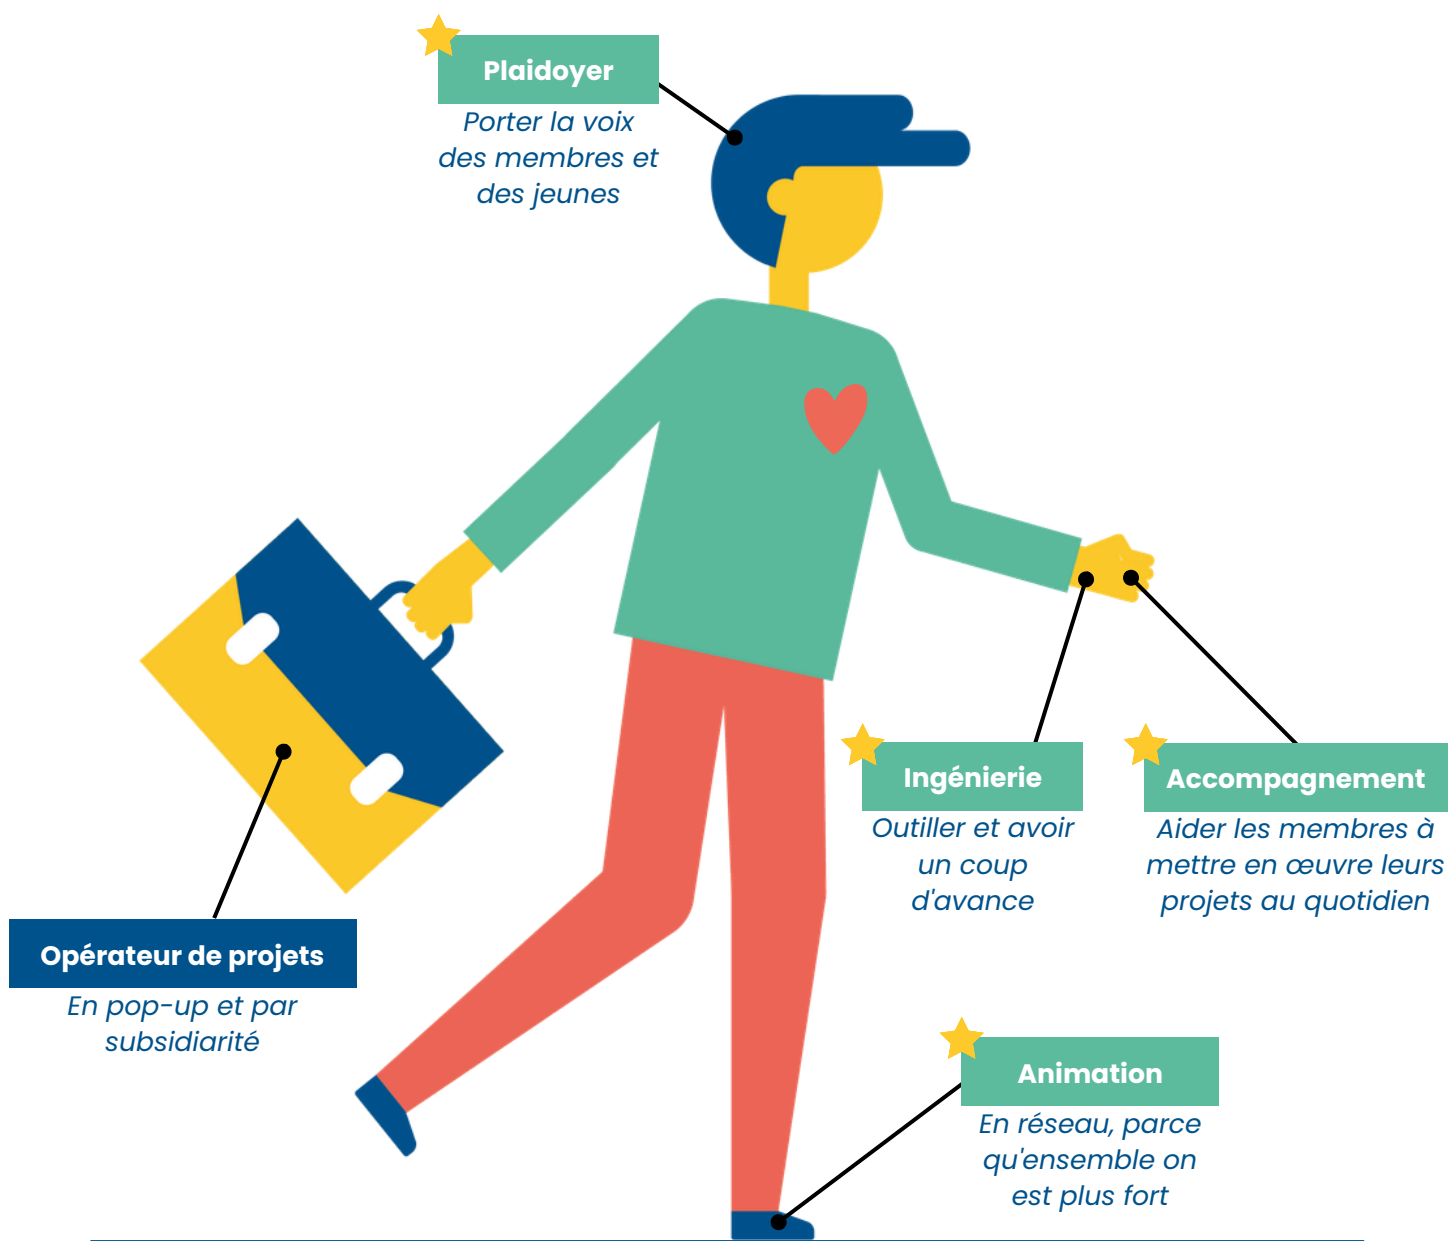 Plaidoyer
Porter la voix
des membres et
des jeunes
Ingénierie
Outiller et avoir
un coup
d'avance
Accompagnement
Aider les membres à
mettre en œuvre leurs
projets au quotidien
Opérateur de projets
En pop-up et par
subsidiarité
Animation
En réseau, parce
qu'ensemble on
est plus fort